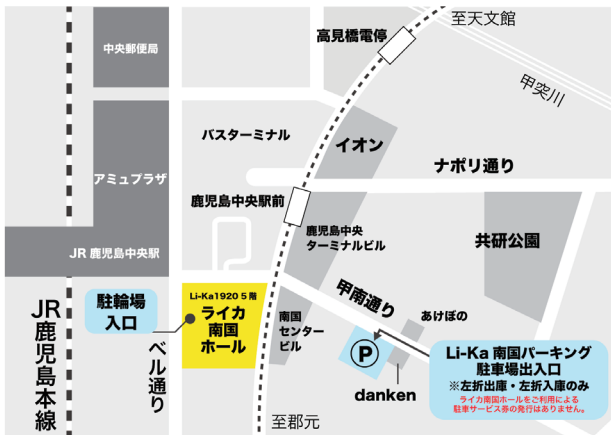 至天文館
高見橋電停
中央郵便局
甲突川
バスターミナル
イオン
ナポリ通り
アミュプラザ
鹿児島中央駅前
鹿児島中央
ターミナルビル
共研公園
JR 鹿児島中央駅
甲南通り
Li-Ka1920 5 階
ライカ
南国
ホール
駐輪場
入口
JR鹿児島本線
ベル通り
南国
センター
ビル
あけぼの
P
danken
Li-Ka 南国パーキング
駐車場出入口
※左折出庫・左折入庫のみ
ライカ南国ホールをご利用による
駐車サービス券の発行はありません。
至郡元